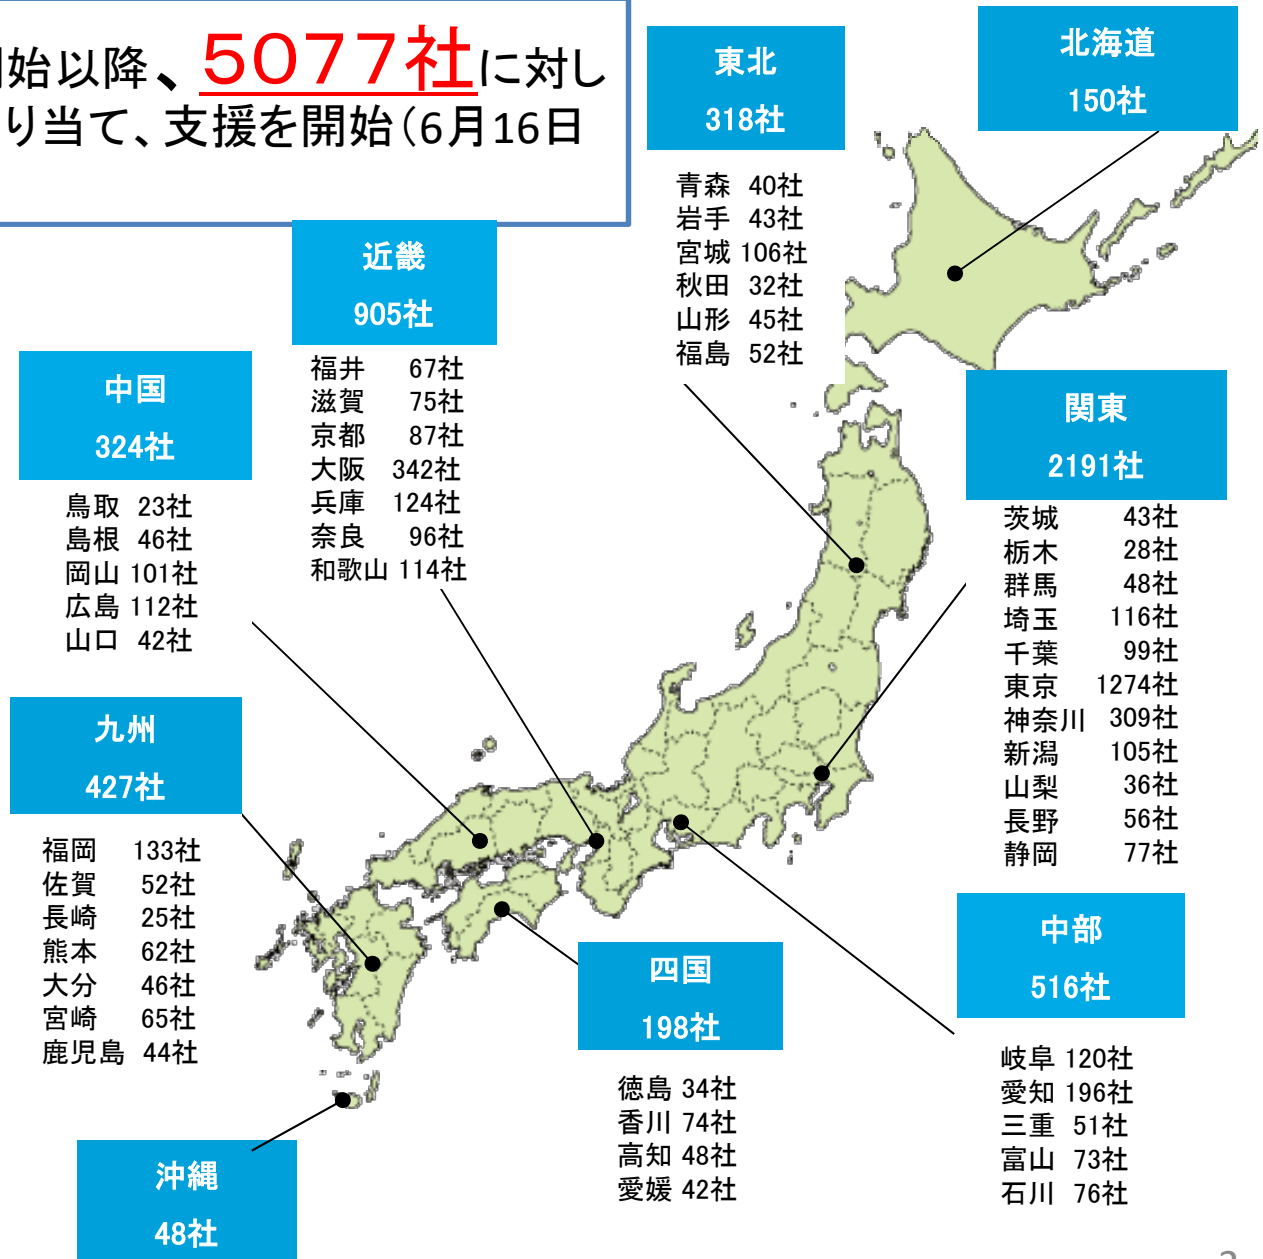 始以降、5077社に対し
り当て、支援を開始(6月16日
北海道
150社
東北
318社
青森 40社
岩手 43社
宮城 106社
秋田 32社
山形 45社
福島 52社
近畿
905社
福井 67社
滋賀 75社
京都 87社
大阪 342社
兵庫 124社
奈良 96社
和歌山 114社
中国
324社
鳥取 23社
島根 46社
岡山 101社
広島 112社
山口 42社
関東
2191社
茨城 43社
栃木 28社
群馬 48社
埼玉 116社
千葉 99社
東京 1274社
神奈川 309社
新潟 105社
山梨 36社
長野 56社
静岡 77社
九州
427社
福岡 133社
佐賀 52社
長崎 25社
熊本 62社
大分 46社
宮崎 65社
鹿児島 44社
四国
198社
徳島 34社
香川 74社
高知 48社
愛媛 42社
中部
516社
岐阜 120社
愛知 196社
三重 51社
富山 73社
石川 76社
沖縄
48社